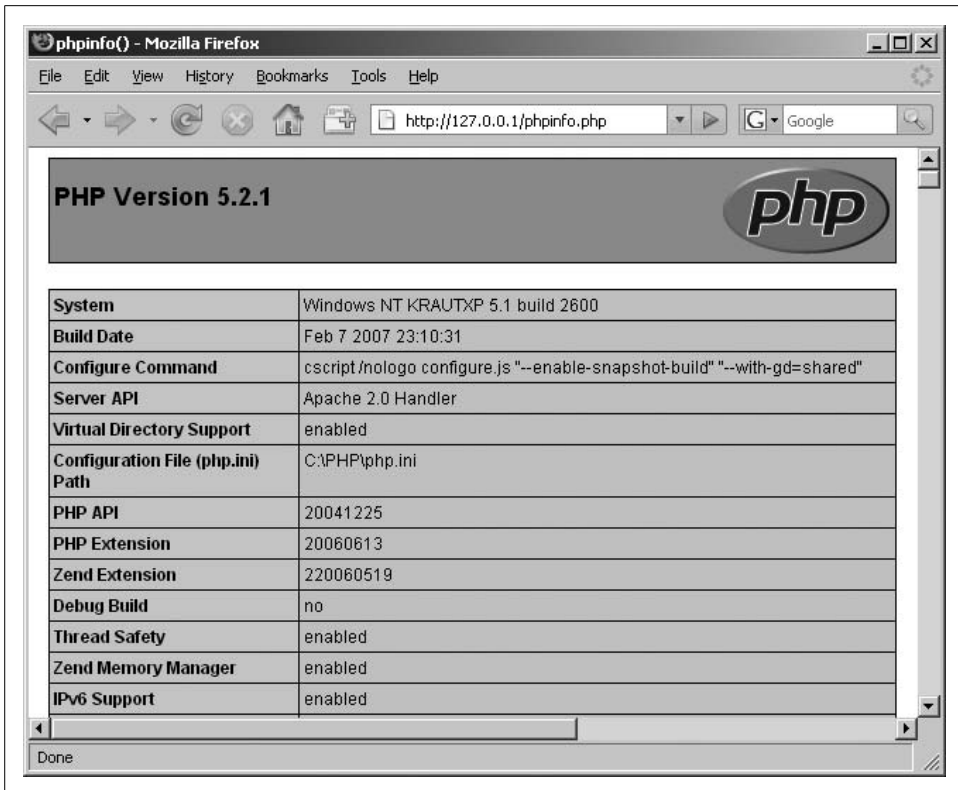 phpinfo() - Mozilla Firefox
File Edit View History Bookmarks Tools Help
http://127.0.0.1/phpinfo.php
G Google
PHP Version 5.2.1
php
System Windows NT KRAUTXP 5.1 build 2600
Build Date Feb 7 2007 23:10:31
Configure Command cscript /nologo configure.js "--enable-snapshot-build" "--with-gd=shared"
Server API Apache 2.0 Handler
Virtual Directory Support enabled
Configuration File (php.ini) C:\PHP\php.ini
Path
PHP API 20041225
PHP Extension 20060613
Zend Extension 220060519
Debug Build no
Thread Safety enabled
Zend Memory Manager enabled
IPv6 Support enabled
Done